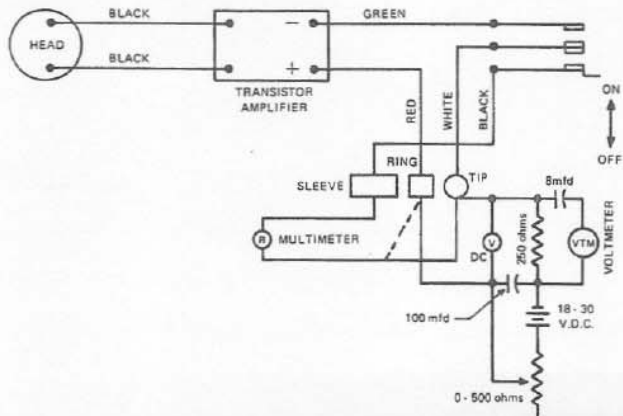 BLACK
HEAD
BLACK
−
+
TRANSISTOR
AMPLIFIER
GREEN
RED
WHITE
BLACK
ON
OFF
SLEEVE
RING
TIP
R
MULTIMETER
V
DC
250 ohms
8mfd
VTM
VOLTMETER
100 mfd
18 - 30
V.D.C.
0 - 500 ohms